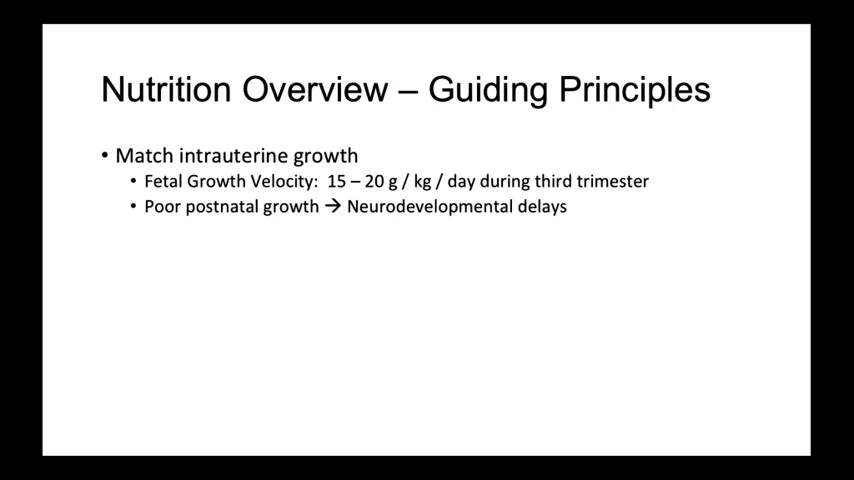 Nutrition Overview – Guiding Principles
• Match intrauterine growth
• Fetal Growth Velocity: 15 – 20 g / kg / day during third trimester
• Poor postnatal growth → Neurodevelopmental delays